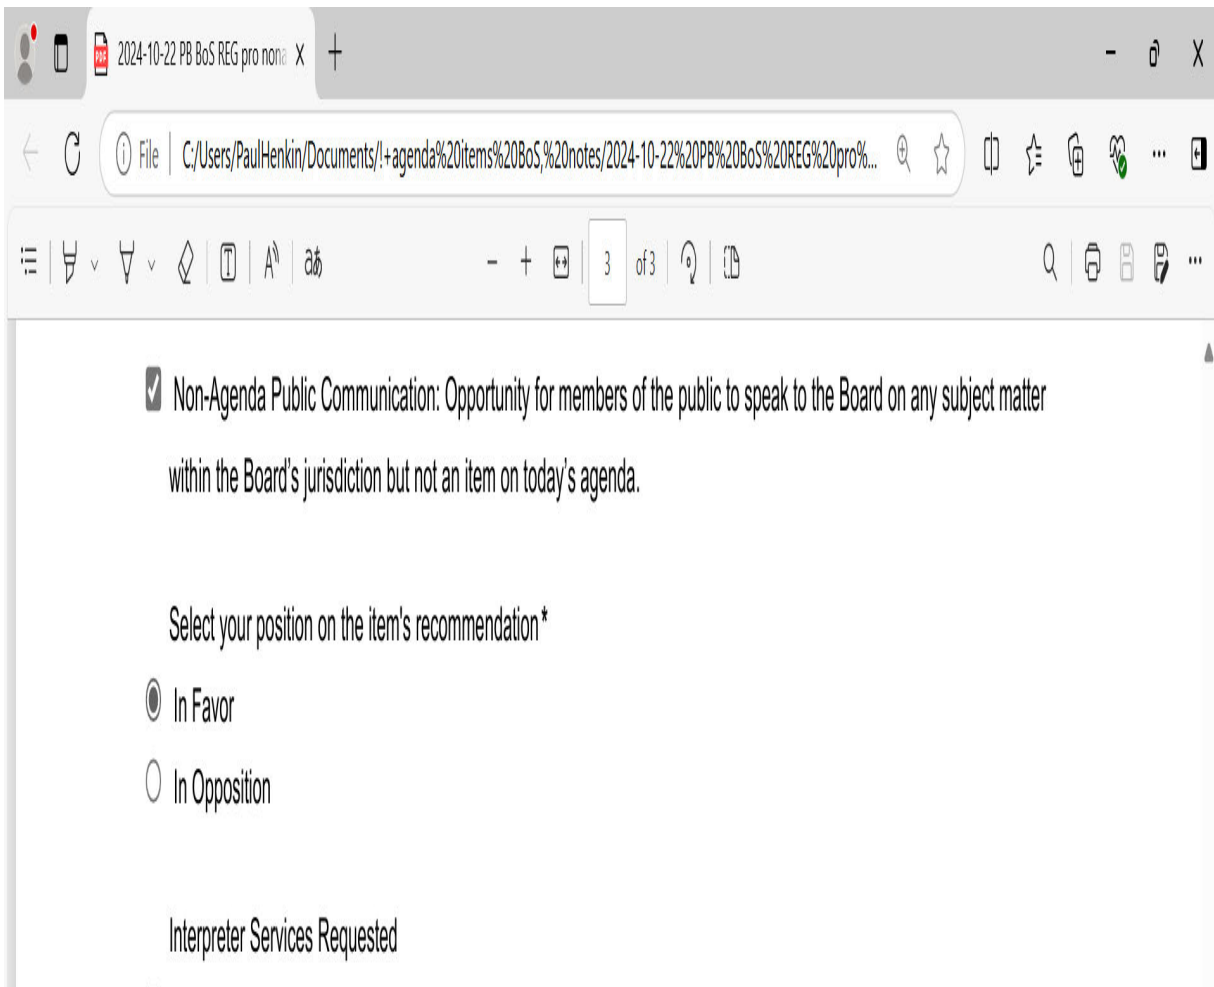 2024-10-22 PB BoS REG pro nona
File
C:/Users/PaulHenkin/Documents/!+agenda%20items%20BoS,%20notes/2024-10-22%20PB%20BoS%20REG%20pro%...
3 of 3
Non-Agenda Public Communication: Opportunity for members of the public to speak to the Board on any subject matter
within the Board's jurisdiction but not an item on today's agenda.
Select your position on the item's recommendation*
In Favor
In Opposition
Interpreter Services Requested